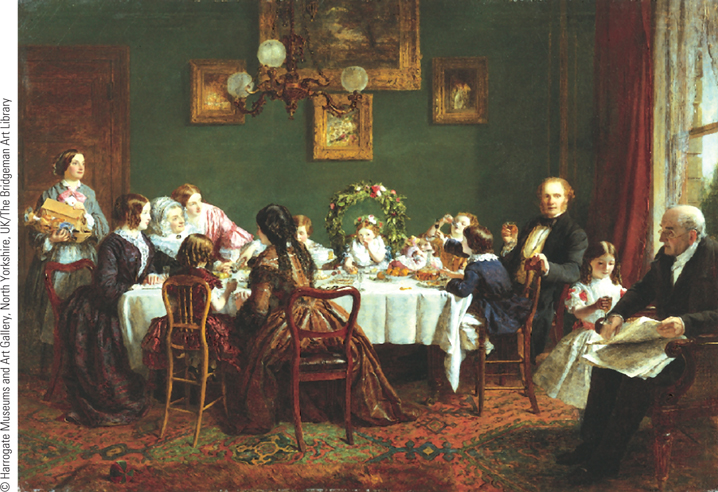 © Harrogate Museums and Art Gallery, North Yorkshire, UK/The Bridgeman Art Library